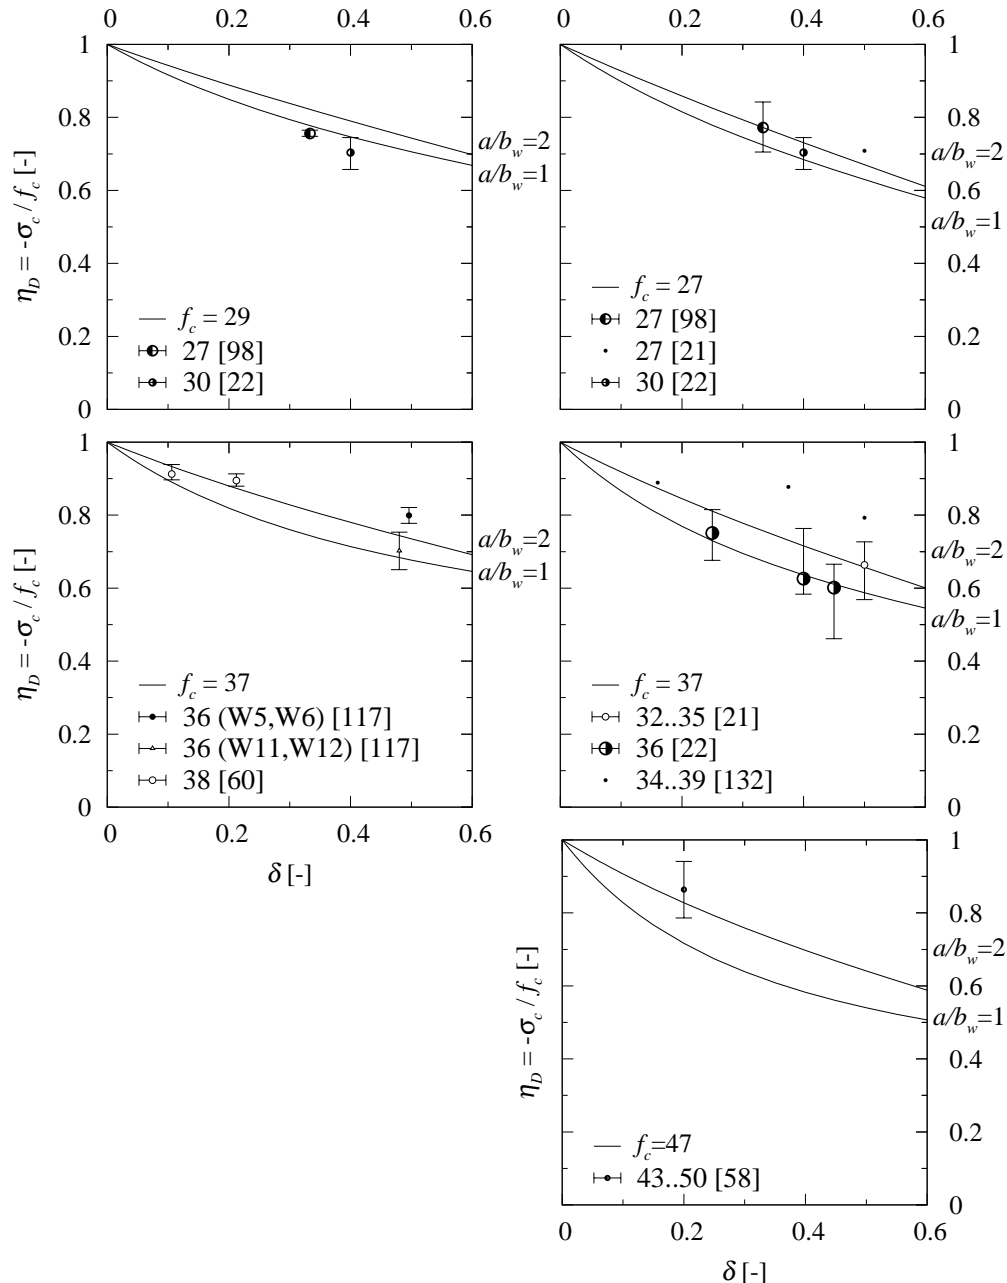 0 0.2 0.4 0.6
0 0.2 0.4 0.6
1
0.8
0.6
0.4
0.2
0
η_D = -σ_c / f_c [-]
a/b_w=2
a/b_w=1
f_c = 29
27 [98]
30 [22]
1
0.8
a/b_w=2
0.6
a/b_w=1
0.4
0.2
0
f_c = 27
27 [98]
27 [21]
30 [22]
1
0.8
0.6
0.4
0.2
0
η_D = -σ_c / f_c [-]
a/b_w=2
a/b_w=1
f_c = 37
36 (W5,W6) [117]
36 (W11,W12) [117]
38 [60]
0 0.2 0.4 0.6
δ [-]
1
0.8
a/b_w=2
0.6
a/b_w=1
0.4
0.2
0
f_c = 37
32..35 [21]
36 [22]
34..39 [132]
η_D = -σ_c / f_c [-]
1
0.8
a/b_w=2
0.6
a/b_w=1
0.4
0.2
0
f_c=47
43..50 [58]
0 0.2 0.4 0.6
δ [-]